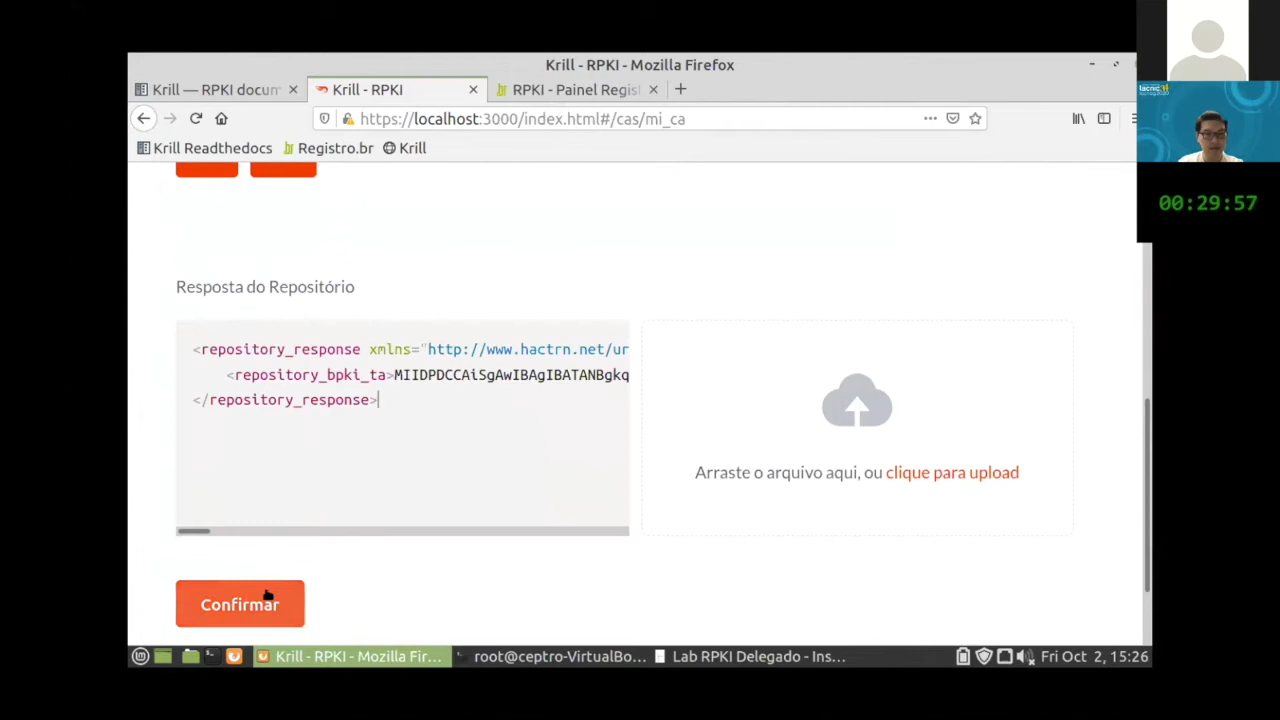 Krill - RPKI - Mozilla Firefox
Krill — RPKI docum
Krill - RPKI
RPKI - Painel Regis
https://localhost:3000/index.html#/cas/mi_ca
Krill Readthedocs
Registro.br
Krill
lacnic
00:29:57
Resposta do Repositório
<repository_response xmlns="http://www.hactrn.net/ur
<repository_bpki_ta>MIIDPDCCAiSgAwIBAgIBATANBgkq
</repository_response>
Arraste o arquivo aqui, ou clique para upload
Confirmar
Krill - RPKI - Mozilla Fir...
root@ceptro-VirtualBo...
Lab RPKI Delegado - Ins...
Fri Oct 2, 15:26